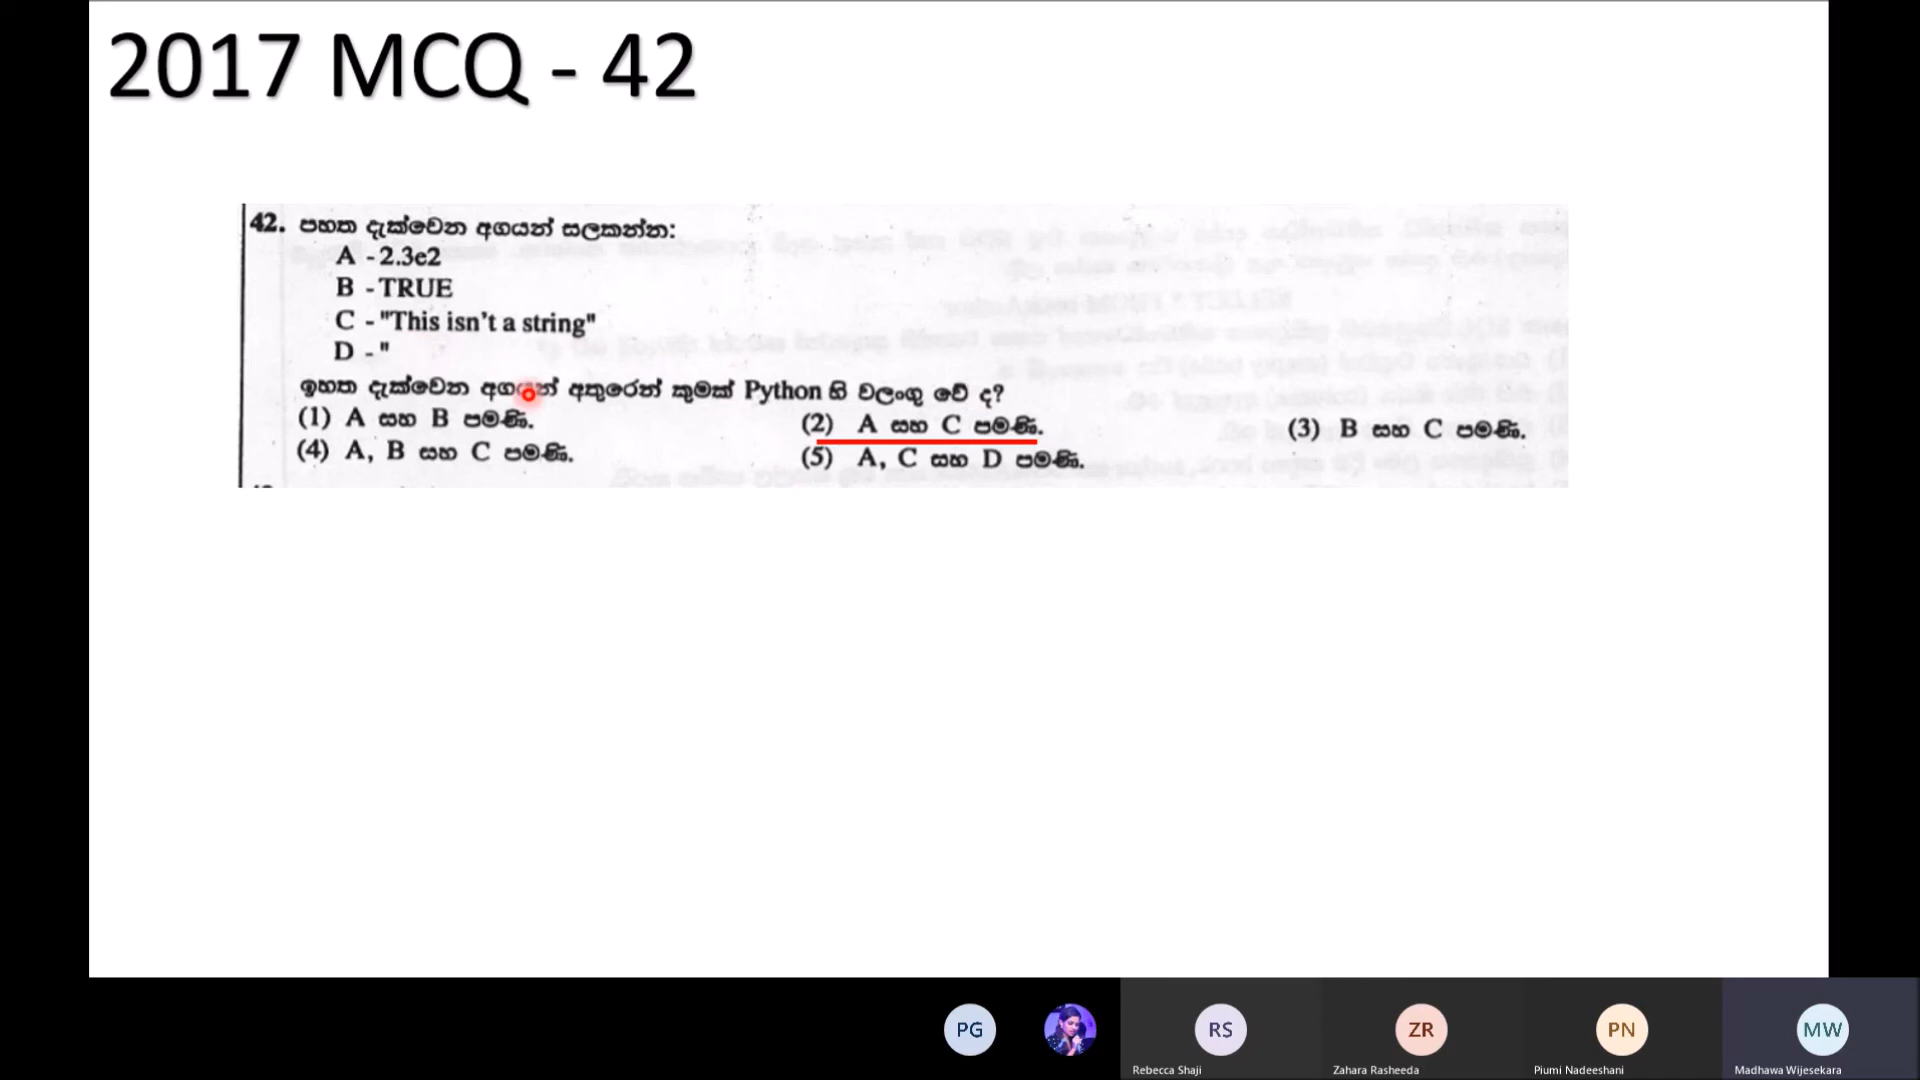 2017 MCQ - 42
42. පහත දැක්වෙන අගයන් සලකන්න:
A - 2.3e2
B - TRUE
C - "This isn't a string"
D - "
ඉහත දැක්වෙන අගයන් අතුරෙන් කුමක් Python හි වලංගු වේ ද?
(1) A සහ B පමණි. (2) A සහ C පමණි. (3) B සහ C පමණි.
(4) A, B සහ C පමණි. (5) A, C සහ D පමණි.
PG RS ZR PN MW
Rebecca Shaji Zahara Rasheeda Piumi Nadeeshani Madhawa Wijesekara